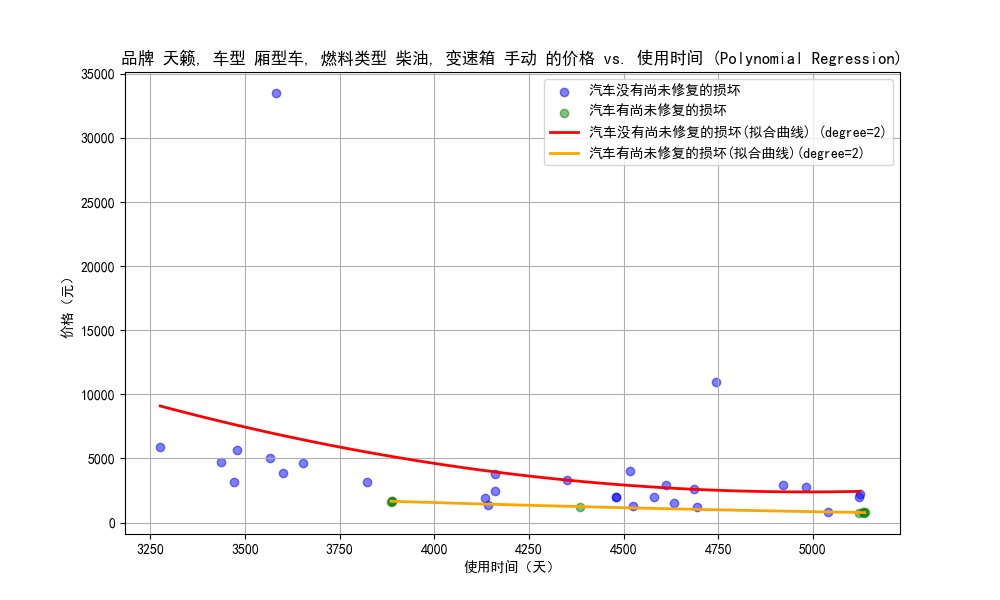 品牌 天籁, 车型 厢型车, 燃料类型 柴油, 变速箱 手动 的价格 vs. 使用时间 (Polynomial Regression)
汽车没有尚未修复的损坏
汽车有尚未修复的损坏
汽车没有尚未修复的损坏(拟合曲线) (degree=2)
汽车有尚未修复的损坏(拟合曲线)(degree=2)
35000
30000
25000
20000
15000
10000
5000
0
价格（元）
3250 3500 3750 4000 4250 4500 4750 5000
使用时间（天）